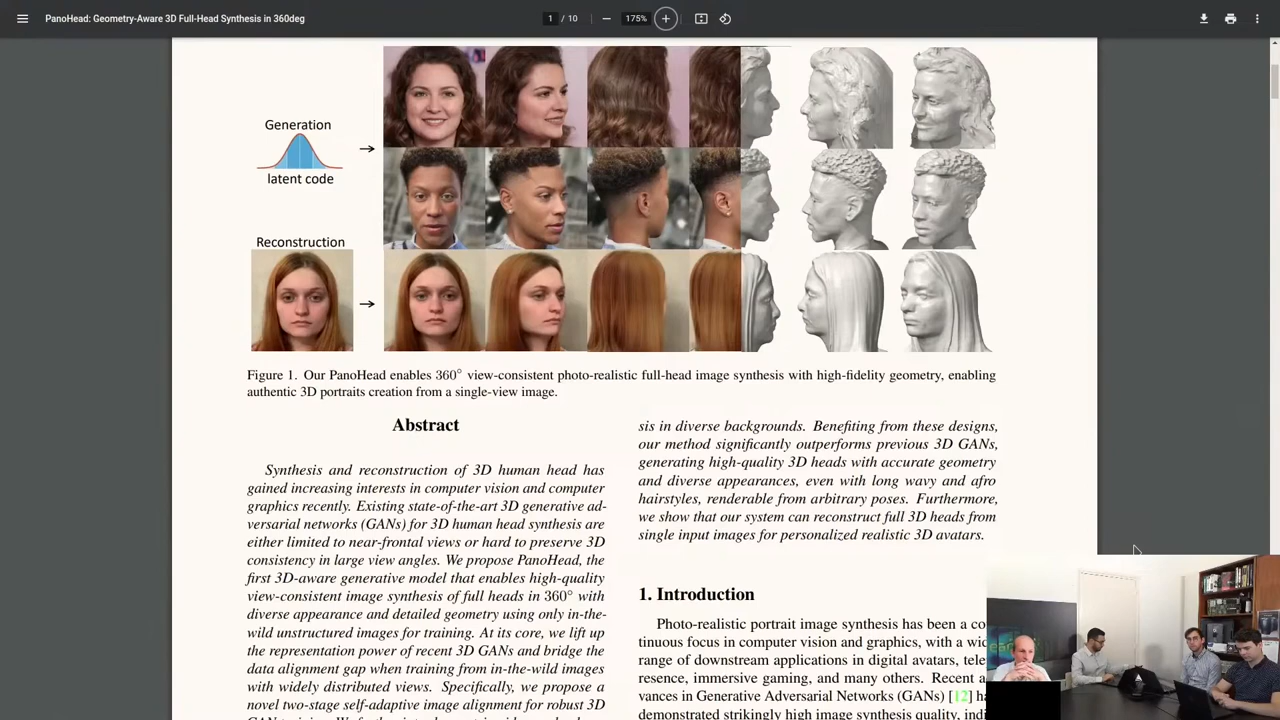 PanoHead: Geometry-Aware 3D Full-Head Synthesis in 360deg
1 / 10
175%
Generation
latent code
Reconstruction
Figure 1. Our PanoHead enables 360° view-consistent photo-realistic full-head image synthesis with high-fidelity geometry, enabling
authentic 3D portraits creation from a single-view image.
Abstract
Synthesis and reconstruction of 3D human head has
gained increasing interests in computer vision and computer
graphics recently. Existing state-of-the-art 3D generative ad-
versarial networks (GANs) for 3D human head synthesis are
either limited to near-frontal views or hard to preserve 3D
consistency in large view angles. We propose PanoHead, the
first 3D-aware generative model that enables high-quality
view-consistent image synthesis of full heads in 360° with
diverse appearance and detailed geometry using only in-the-
wild unstructured images for training. At its core, we lift up
the representation power of recent 3D GANs and bridge the
data alignment gap when training from in-the-wild images
with widely distributed views. Specifically, we propose a
novel two-stage self-adaptive image alignment for robust 3D
sis in diverse backgrounds. Benefiting from these designs,
our method significantly outperforms previous 3D GANs,
generating high-quality 3D heads with accurate geometry
and diverse appearances, even with long wavy and afro
hairstyles, renderable from arbitrary poses. Furthermore,
we show that our system can reconstruct full 3D heads from
single input images for personalized realistic 3D avatars.
1. Introduction
Photo-realistic portrait image synthesis has been a co
tinuous focus in computer vision and graphics, with a wid
range of downstream applications in digital avatars, tele
resence, immersive gaming, and many others. Recent a
vances in Generative Adversarial Networks (GANs) [12] h
demonstrated strikingly high image synthesis quality, indi